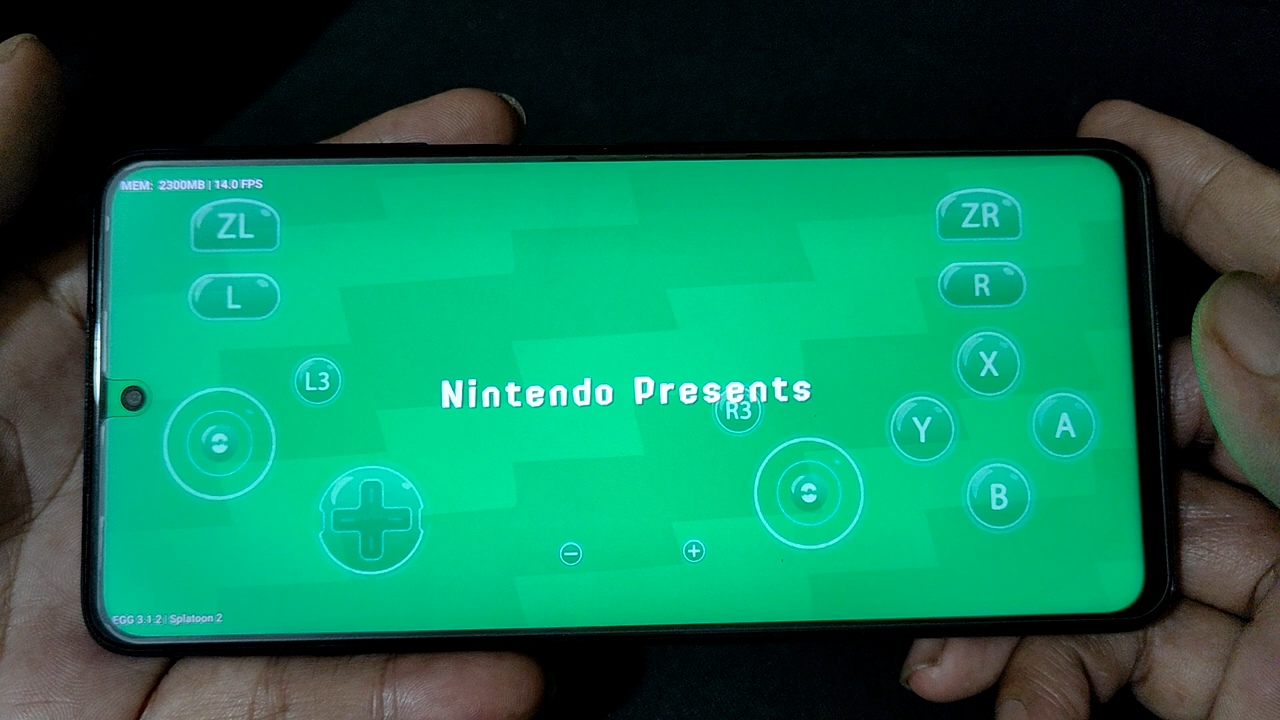 MEM: 2300MB | 14.0 FPS
ZL
ZR
L
R
X
L3
Nintendo Presents
R3
Y
A
B
EGG 3.1.2 | Splatoon 2